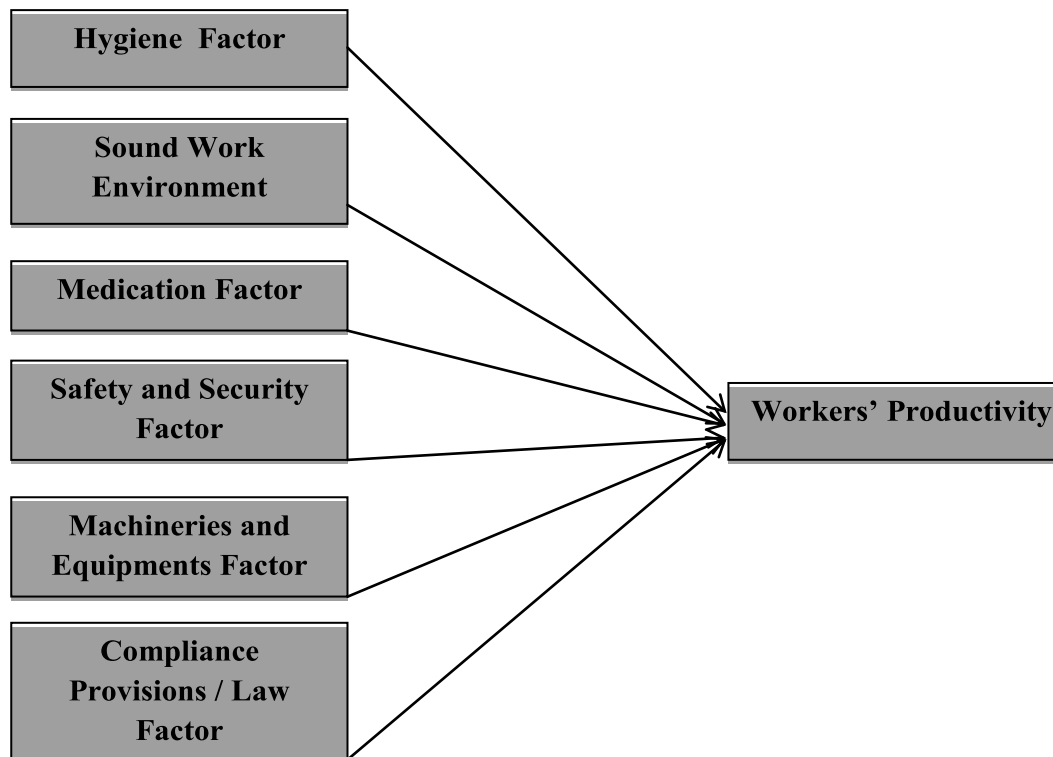 Hygiene Factor
Sound Work
Environment
Medication Factor
Safety and Security
Factor
Workers’ Productivity
Machineries and
Equipments Factor
Compliance
Provisions / Law
Factor